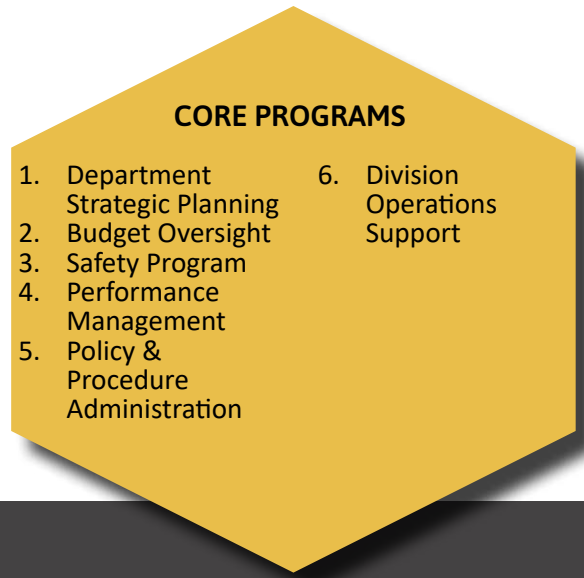 CORE PROGRAMS
1. Department
Strategic Planning
2. Budget Oversight
3. Safety Program
4. Performance
Management
5. Policy &
Procedure
Administration
6. Division
Operations
Support